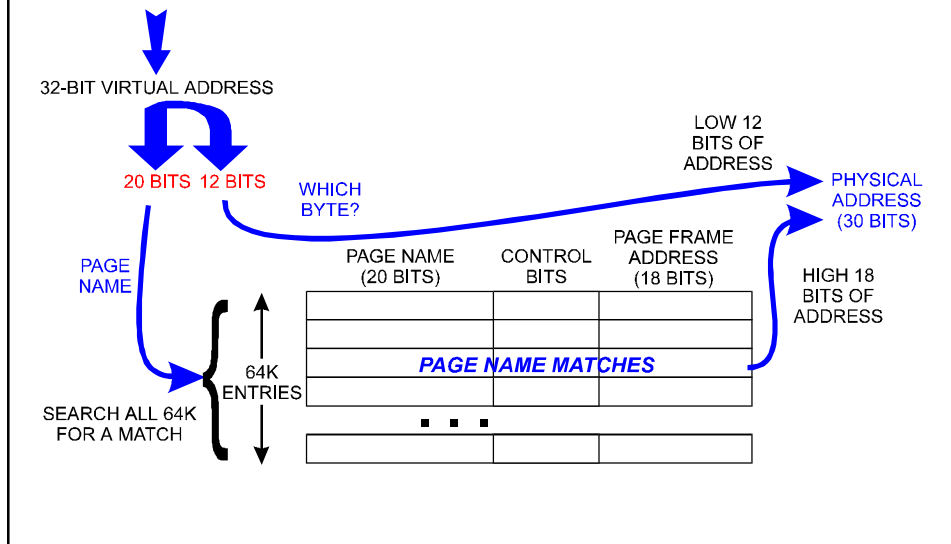 32-BIT VIRTUAL ADDRESS
20 BITS 12 BITS
WHICH
BYTE?
LOW 12
BITS OF
ADDRESS
PHYSICAL
ADDRESS
(30 BITS)
PAGE
NAME
PAGE NAME
(20 BITS)
CONTROL
BITS
PAGE FRAME
ADDRESS
(18 BITS)
HIGH 18
BITS OF
ADDRESS
PAGE NAME MATCHES
64K
ENTRIES
SEARCH ALL 64K
FOR A MATCH